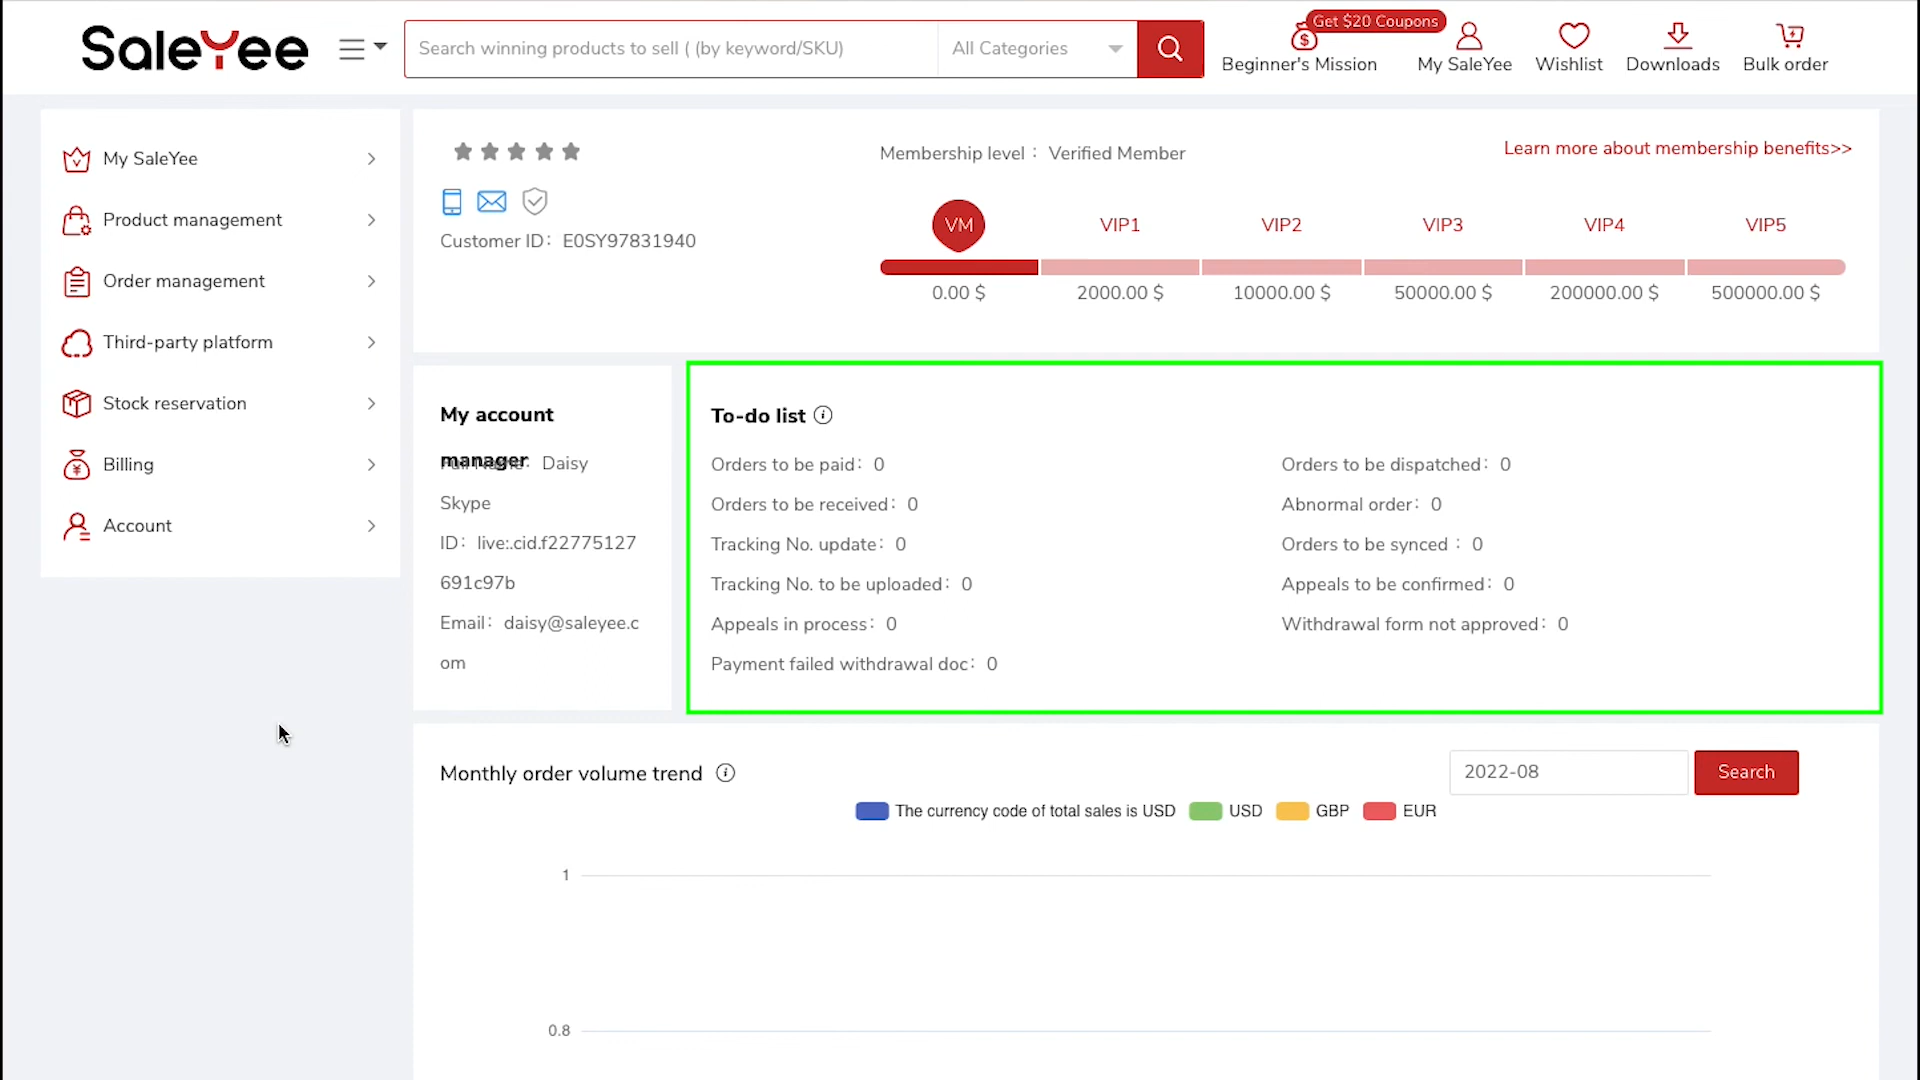 SaleYee
Search winning products to sell ( (by keyword/SKU)
All Categories
Get $20 Coupons
Beginner's Mission
My SaleYee
Wishlist
Downloads
Bulk order
My SaleYee
Product management
Order management
Third-party platform
Stock reservation
Billing
Account
Customer ID: E0SY97831940
Membership level : Verified Member
Learn more about membership benefits>>
VM VIP1 VIP2 VIP3 VIP4 VIP5
0.00 $ 2000.00 $ 10000.00 $ 50000.00 $ 200000.00 $ 500000.00 $
My account
manager
Full Name: Daisy
Skype
ID: live:.cid.f22775127
691c97b
Email: daisy@saleyee.c
om
To-do list
Orders to be paid: 0
Orders to be dispatched: 0
Orders to be received: 0
Abnormal order: 0
Tracking No. update: 0
Orders to be synced : 0
Tracking No. to be uploaded: 0
Appeals to be confirmed: 0
Appeals in process: 0
Withdrawal form not approved: 0
Payment failed withdrawal doc: 0
Monthly order volume trend
2022-08
Search
The currency code of total sales is USD USD GBP EUR
1
0.8